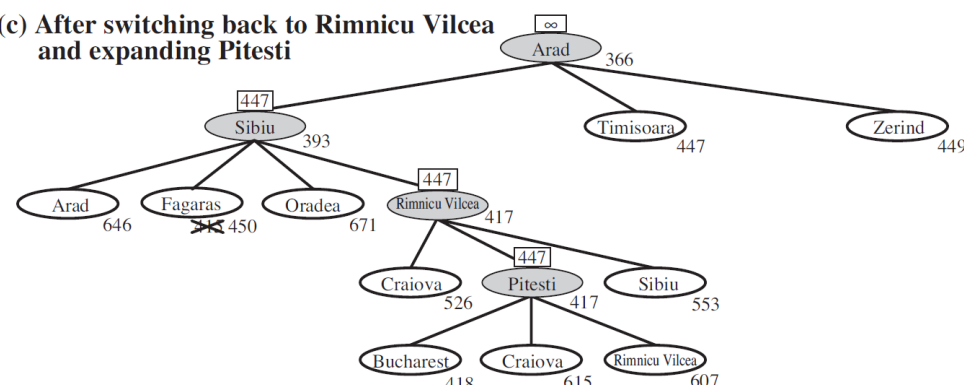 (c) After switching back to Rimnicu Vilcea
and expanding Pitesti
∞
Arad
366
447
Sibiu
393
Timisoara
447
Zerind
449
Arad
646
Fagaras
415 450
Oradea
671
447
Rimnicu Vilcea
417
Craiova
526
447
Pitesti
417
Sibiu
553
Bucharest
418
Craiova
615
Rimnicu Vilcea
607